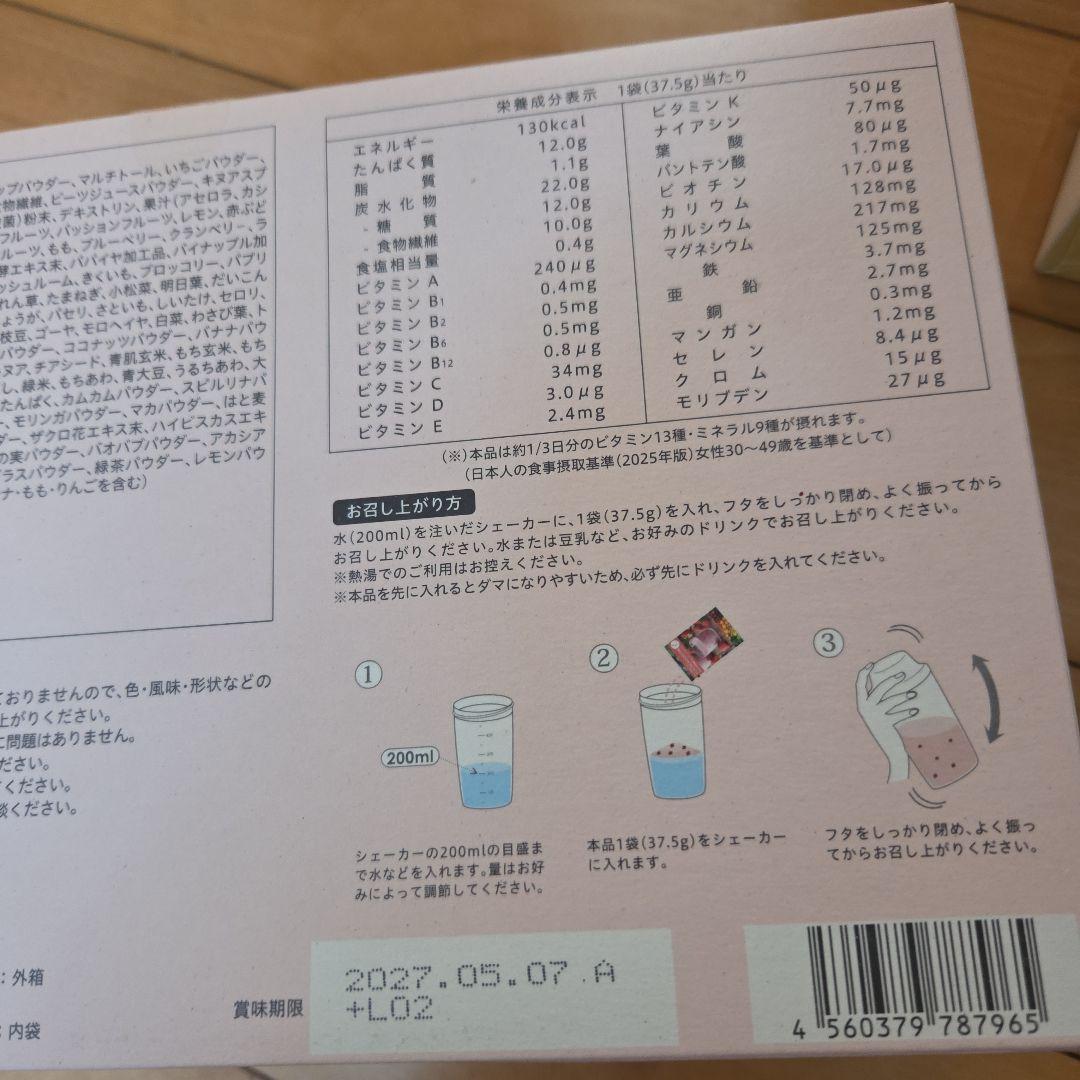 ップパウダー、マルチトール、いちごパウダー、
食物繊維、ビーツジュースパウダー、キヌアスプ
菌)粉末、デキストリン、果汁(アセロラ、カシ
フルーツ、パッションフルーツ、レモン、赤ぶど
ルーツ、もも、ブルーベリー、クランベリー、ラ
酵エキス末、パパイヤ加工品、パイナップル加
ッシュルーム、きくいも、ブロッコリー、パプリ
れん草、たまねぎ、小松菜、明日葉、だいこん
ょうが、パセリ、さといも、しいたけ、セロリ、
枝豆、ゴーヤ、モロヘイヤ、白菜、わさび葉、ト
パウダー、ココナッツパウダー、バナナパウ
ヌア、チアシード、青肌玄米、もち玄米、もち
し、緑米、もちあわ、青大豆、うるちあわ、大
たんぱく、カムカムパウダー、スピルリナパ
ー、モリンガパウダー、マカパウダー、はと麦
ダー、ザクロ花エキス末、ハイビスカスエキ
の実パウダー、バオバブパウダー、アカシア
グラスパウダー、緑茶パウダー、レモンパウ
ナ・もも・りんごを含む)
栄養成分表示 1袋(37.5g)当たり
エネルギー 130kcal
たんぱく質 12.0g
脂質 1.1g
炭水化物 22.0g
- 糖質 12.0g
- 食物繊維 10.0g
食塩相当量 0.4g
ビタミン A 240μg
ビタミン B1 0.4mg
ビタミン B2 0.5mg
ビタミン B6 0.5mg
ビタミン B12 0.8μg
ビタミン C 34mg
ビタミン D 3.0μg
ビタミン E 2.4mg
ビタミン K 50μg
ナイアシン 7.7mg
葉酸 80μg
パントテン酸 1.7mg
ビオチン 17.0μg
カリウム 128mg
カルシウム 217mg
マグネシウム 125mg
鉄 3.7mg
亜鉛 2.7mg
銅 0.3mg
マンガン 1.2mg
セレン 8.4μg
クロム 15μg
モリブデン 27μg
(※)本品は約1/3日分のビタミン13種・ミネラル9種が摂れます。
(日本人の食事摂取基準(2025年版)女性30〜49歳を基準として)
お召し上がり方
水(200ml)を注いだシェーカーに、1袋(37.5g)を入れ、フタをしっかり閉め、よく振ってから
お召し上がりください。水または豆乳など、お好みのドリンクでお召し上がりください。
※熱湯でのご利用はお控えください。
※本品を先に入れるとダマになりやすいため、必ず先にドリンクを入れてください。
①
200ml
シェーカーの200mlの目盛ま
で水などを入れます。量はお好
みによって調節してください。
②
本品1袋(37.5g)をシェーカー
に入れます。
③
フタをしっかり閉め、よく振っ
てからお召し上がりください。
ておりませんので、色・風味・形状などの
上がりください。
に問題はありません。
ださい。
てください。
談ください。
:外箱
:内袋
賞味期限
2027.05.07.A
+L02
4 560379 787965